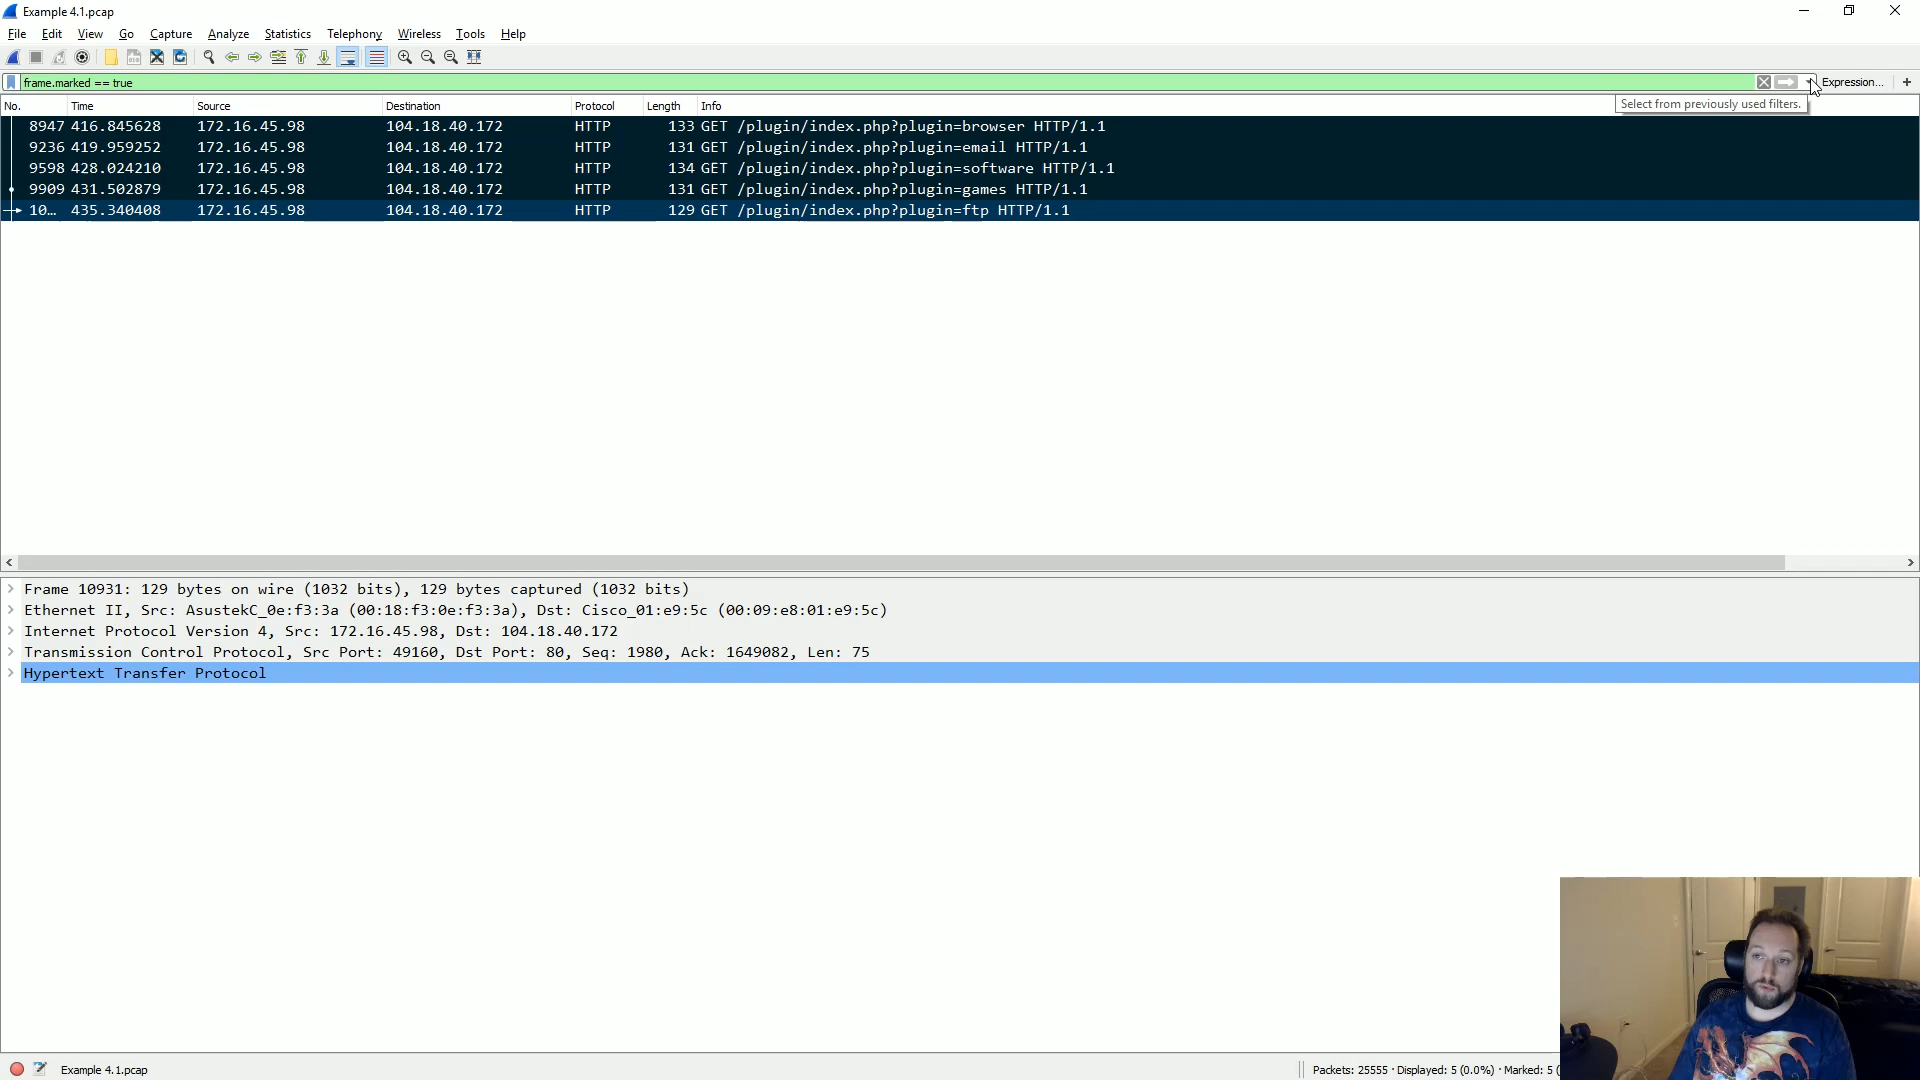 Example 4.1.pcap
File Edit View Go Capture Analyze Statistics Telephony Wireless Tools Help
frame.marked == true
Expression... +
Select from previously used filters.
No. Time Source Destination Protocol Length Info
8947 416.845628 172.16.45.98 104.18.40.172 HTTP 133 GET /plugin/index.php?plugin=browser HTTP/1.1
9236 419.959252 172.16.45.98 104.18.40.172 HTTP 131 GET /plugin/index.php?plugin=email HTTP/1.1
9598 428.024210 172.16.45.98 104.18.40.172 HTTP 134 GET /plugin/index.php?plugin=software HTTP/1.1
9909 431.502879 172.16.45.98 104.18.40.172 HTTP 131 GET /plugin/index.php?plugin=games HTTP/1.1
10… 435.340408 172.16.45.98 104.18.40.172 HTTP 129 GET /plugin/index.php?plugin=ftp HTTP/1.1
Frame 10931: 129 bytes on wire (1032 bits), 129 bytes captured (1032 bits)
Ethernet II, Src: AsustekC_0e:f3:3a (00:18:f3:0e:f3:3a), Dst: Cisco_01:e9:5c (00:09:e8:01:e9:5c)
Internet Protocol Version 4, Src: 172.16.45.98, Dst: 104.18.40.172
Transmission Control Protocol, Src Port: 49160, Dst Port: 80, Seq: 1980, Ack: 1649082, Len: 75
Hypertext Transfer Protocol
Example 4.1.pcap
Packets: 25555 · Displayed: 5 (0.0%) · Marked: 5 (